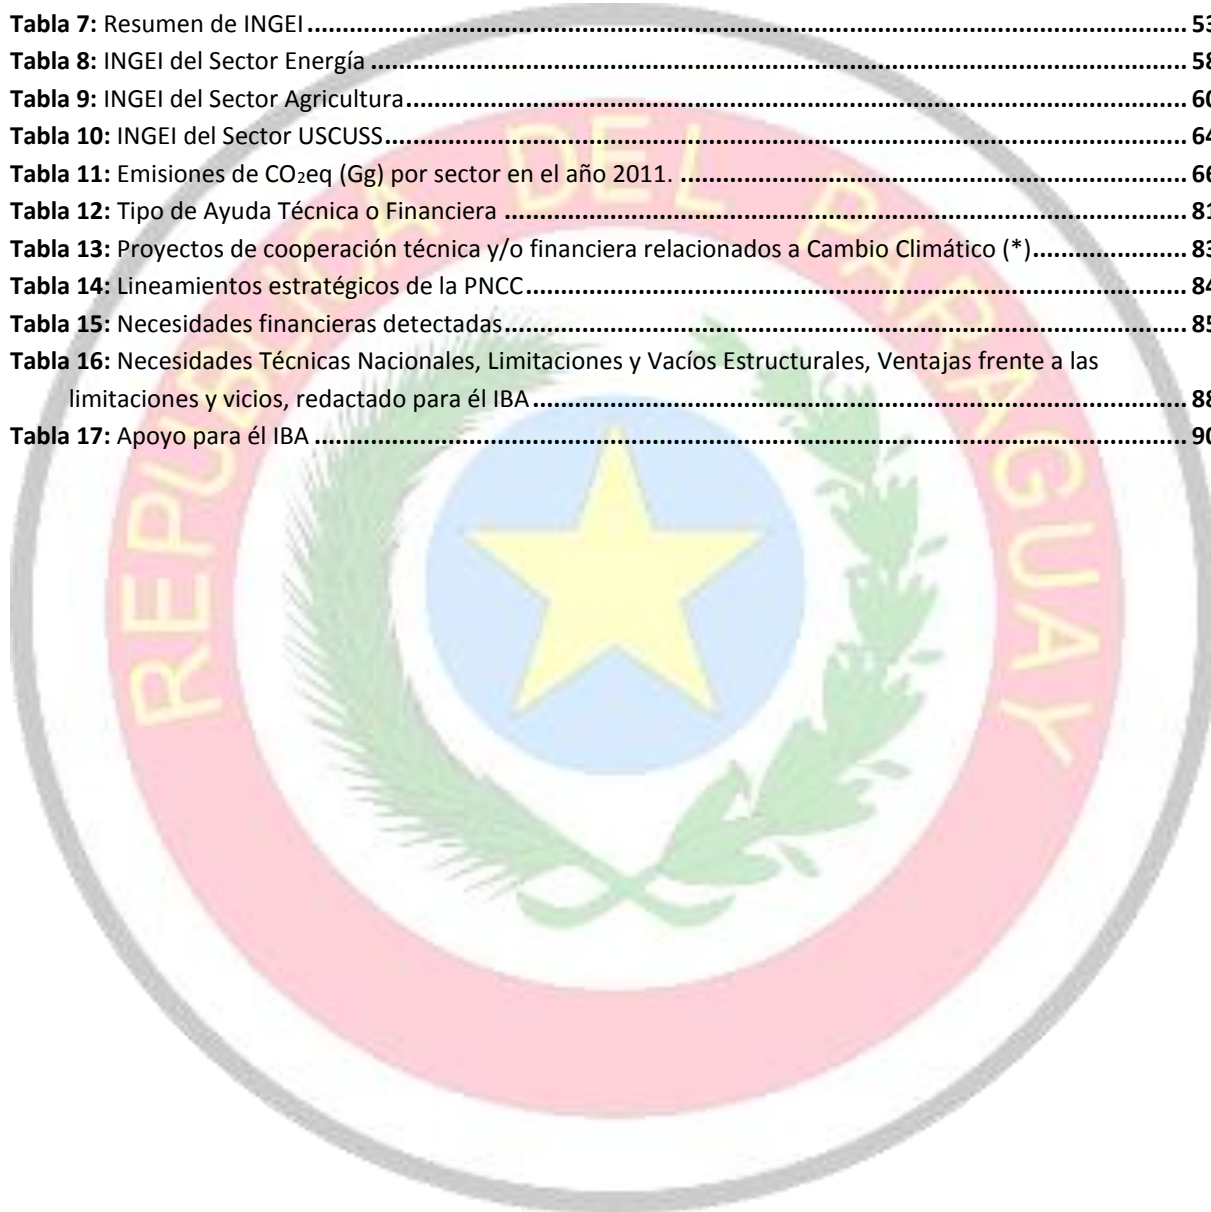 Tabla 7: Resumen de INGEI ........ 53
Tabla 8: INGEI del Sector Energía ........ 58
Tabla 9: INGEI del Sector Agricultura ........ 60
Tabla 10: INGEI del Sector USCUSS ........ 64
Tabla 11: Emisiones de CO₂eq (Gg) por sector en el año 2011. ........ 66
Tabla 12: Tipo de Ayuda Técnica o Financiera ........ 81
Tabla 13: Proyectos de cooperación técnica y/o financiera relacionados a Cambio Climático (*) ........ 83
Tabla 14: Lineamientos estratégicos de la PNCC ........ 84
Tabla 15: Necesidades financieras detectadas ........ 85
Tabla 16: Necesidades Técnicas Nacionales, Limitaciones y Vacíos Estructurales, Ventajas frente a las
limitaciones y vicios, redactado para él IBA ........ 88
Tabla 17: Apoyo para él IBA ........ 90
REPUBLICA DEL PARAGUAY